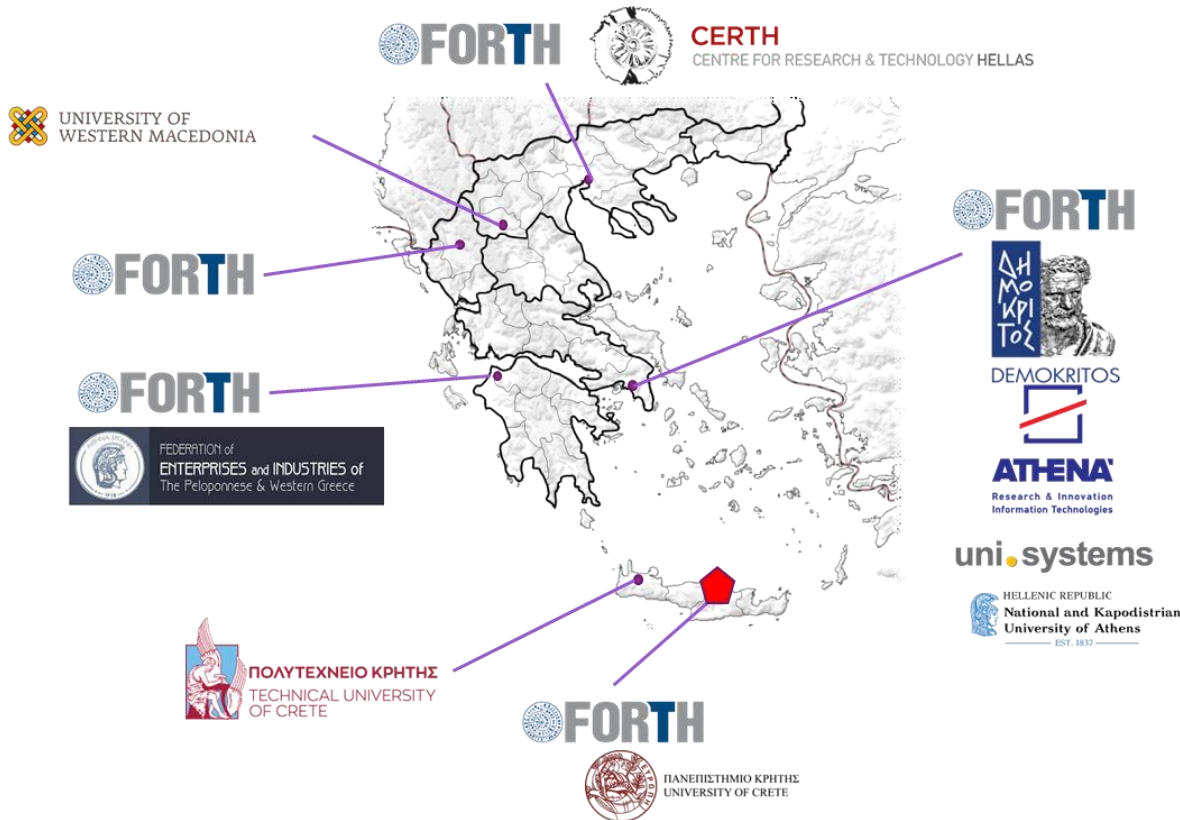 FORTH
CERTH
CENTRE FOR RESEARCH & TECHNOLOGY HELLAS
UNIVERSITY OF
WESTERN MACEDONIA
FORTH
FORTH
ΔΗ
ΜΟ
ΚΡΙ
ΤΟΣ
DEMOKRITOS
FORTH
FORTH
FEDERATION of
ENTERPRISES and INDUSTRIES of
The Peloponnese & Western Greece
ATHENA
Research & Innovation
Information Technologies
uni.systems
HELLENIC REPUBLIC
National and Kapodistrian
University of Athens
EST. 1837
ΠΟΛΥΤΕΧΝΕΙΟ ΚΡΗΤΗΣ
TECHNICAL UNIVERSITY
OF CRETE
FORTH
ΠΑΝΕΠΙΣΤΗΜΙΟ ΚΡΗΤΗΣ
UNIVERSITY OF CRETE